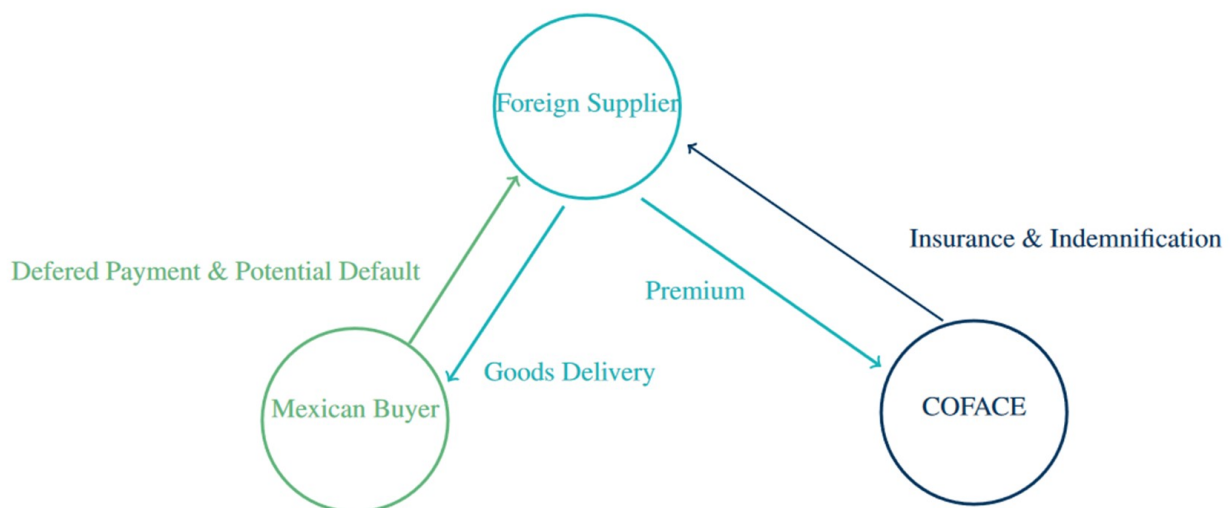 Foreign Supplier
Insurance & Indemnification
Defered Payment & Potential Default
Premium
Goods Delivery
Mexican Buyer
COFACE